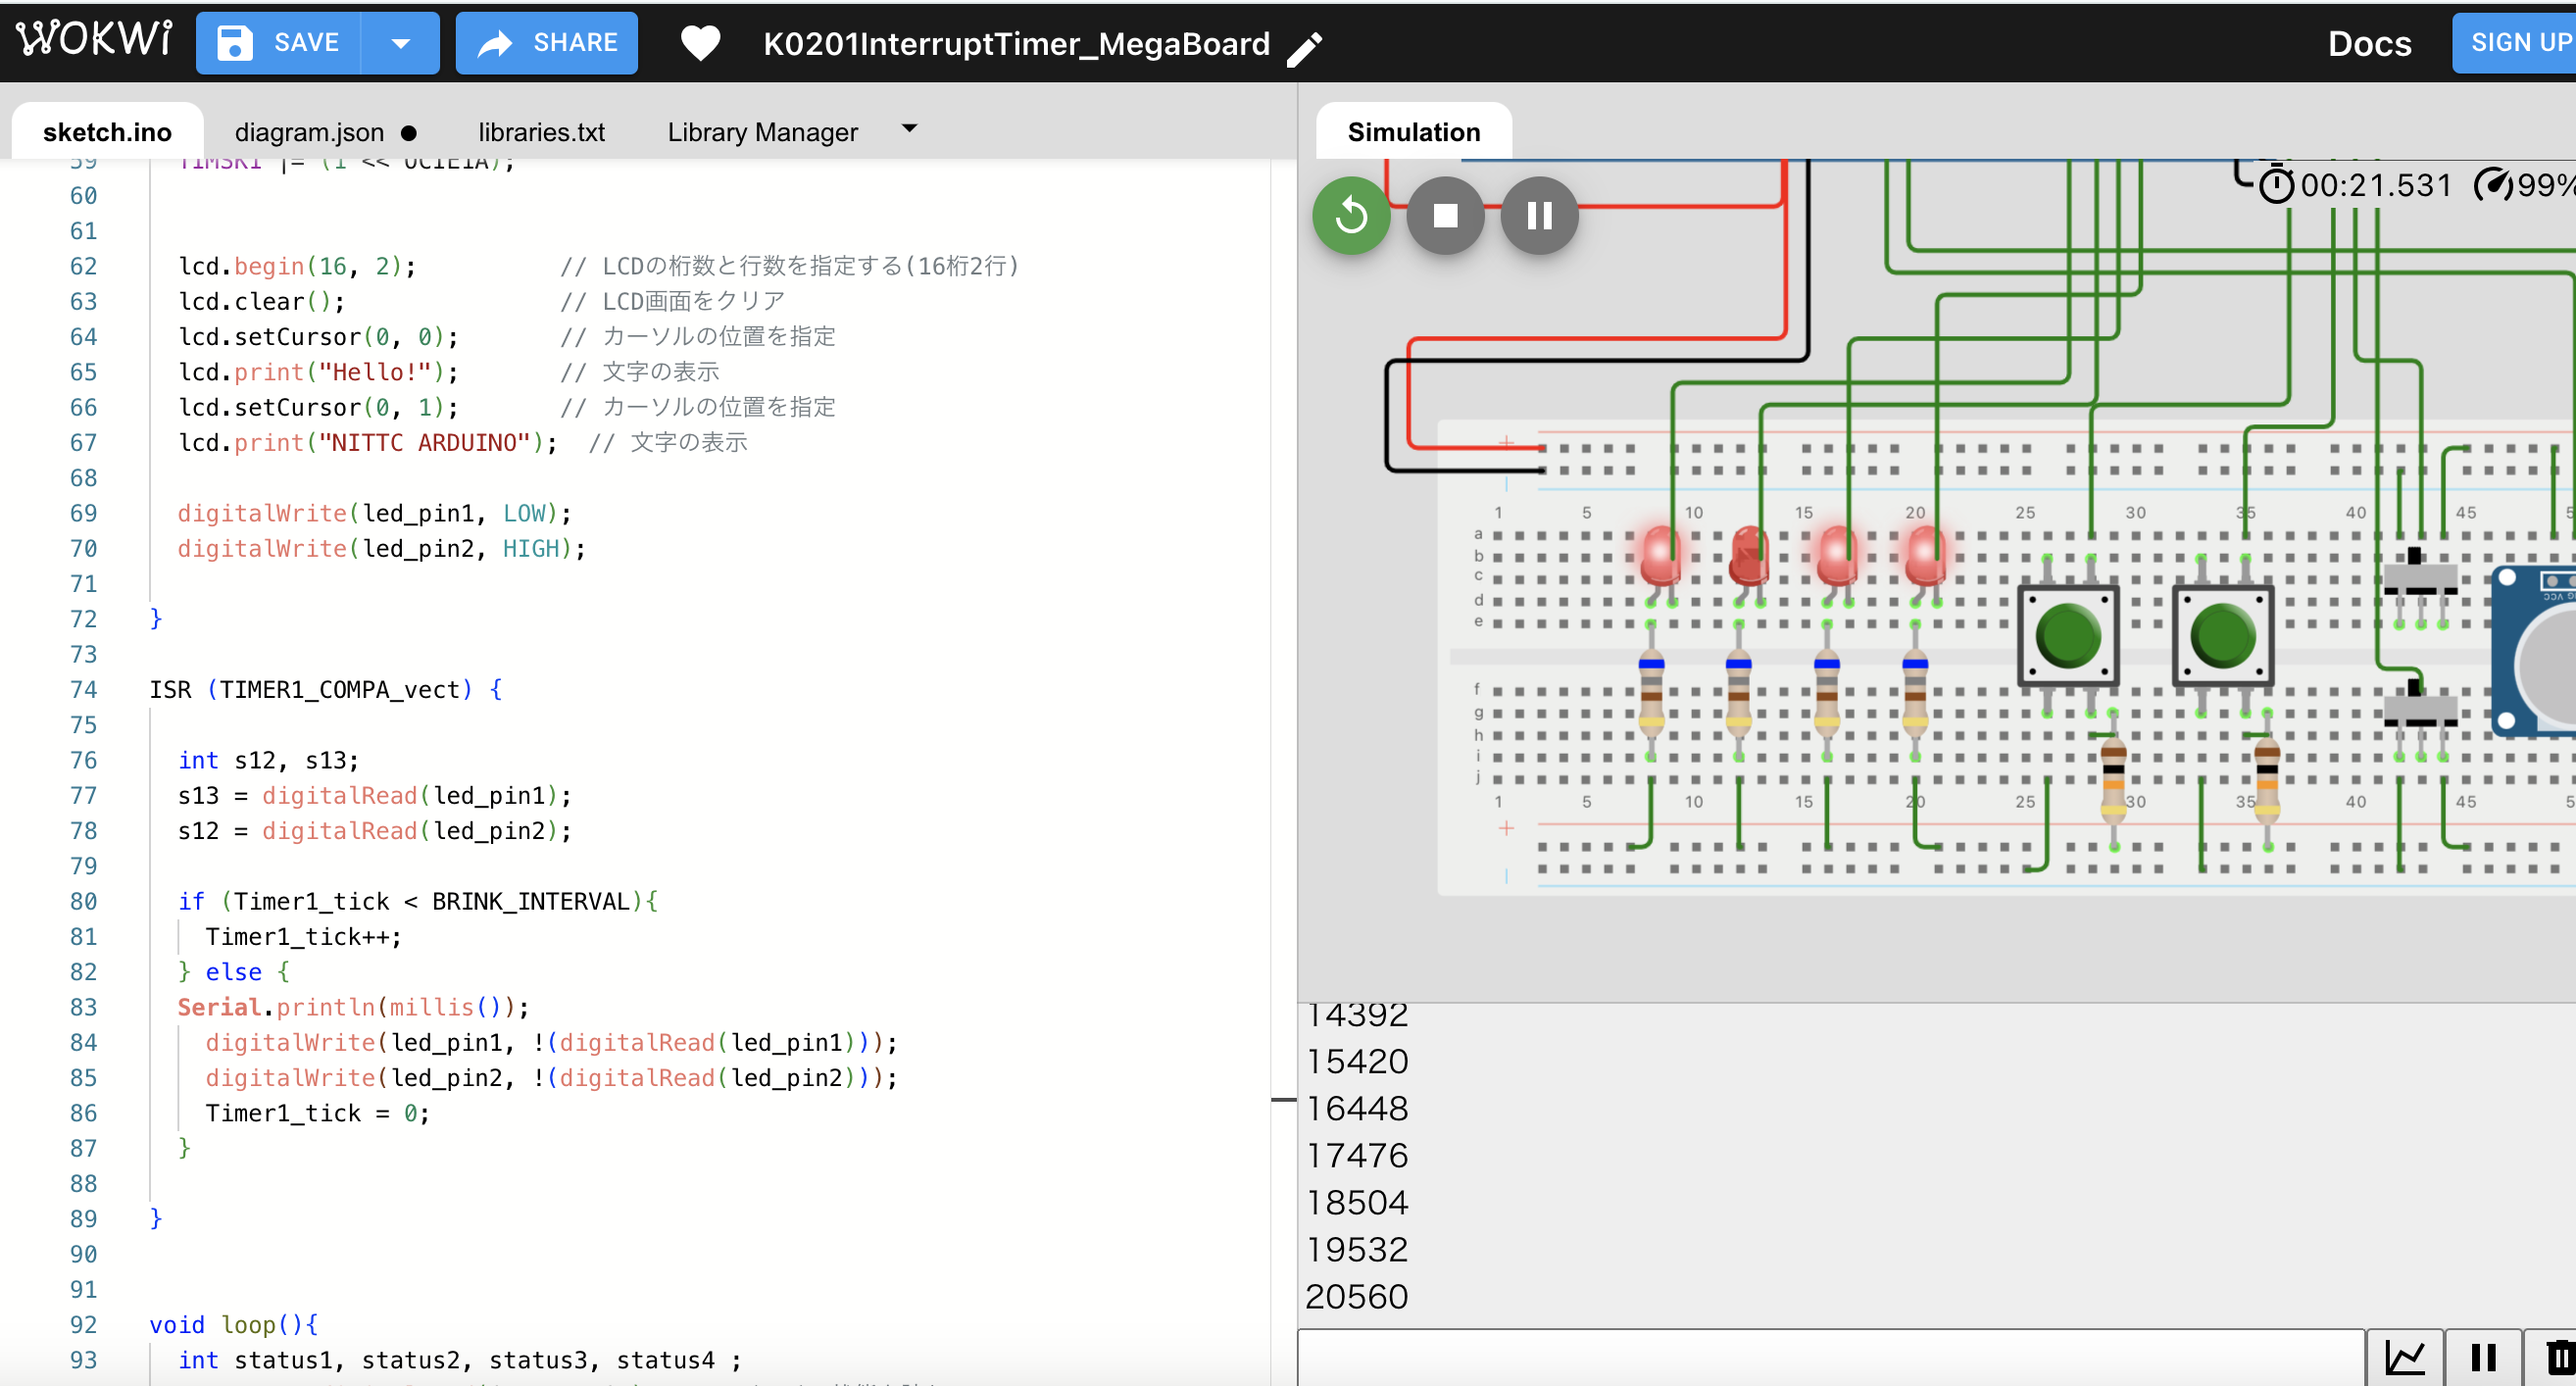 WOKWi SAVE SHARE K0201InterruptTimer_MegaBoard Docs SIGN UP
sketch.ino diagram.json libraries.txt Library Manager
59 TIMSK1 |= (1 << OCIE1A);
60
61
62 lcd.begin(16, 2); // LCDの桁数と行数を指定する(16桁2行)
63 lcd.clear(); // LCD画面をクリア
64 lcd.setCursor(0, 0); // カーソルの位置を指定
65 lcd.print("Hello!"); // 文字の表示
66 lcd.setCursor(0, 1); // カーソルの位置を指定
67 lcd.print("NITTC ARDUINO"); // 文字の表示
68
69 digitalWrite(led_pin1, LOW);
70 digitalWrite(led_pin2, HIGH);
71
72 }
73
74 ISR (TIMER1_COMPA_vect) {
75
76 int s12, s13;
77 s13 = digitalRead(led_pin1);
78 s12 = digitalRead(led_pin2);
79
80 if (Timer1_tick < BRINK_INTERVAL){
81 Timer1_tick++;
82 } else {
83 Serial.println(millis());
84 digitalWrite(led_pin1, !(digitalRead(led_pin1)));
85 digitalWrite(led_pin2, !(digitalRead(led_pin2)));
86 Timer1_tick = 0;
87 }
88
89 }
90
91
92 void loop(){
93 int status1, status2, status3, status4 ;
Simulation
00:21.531 99%
1 5 10 15 20 25 30 35 40 45
a
b
c
d
e
f
g
h
i
j
1 5 10 15 20 25 30 35 40 45
14392
15420
16448
17476
18504
19532
20560